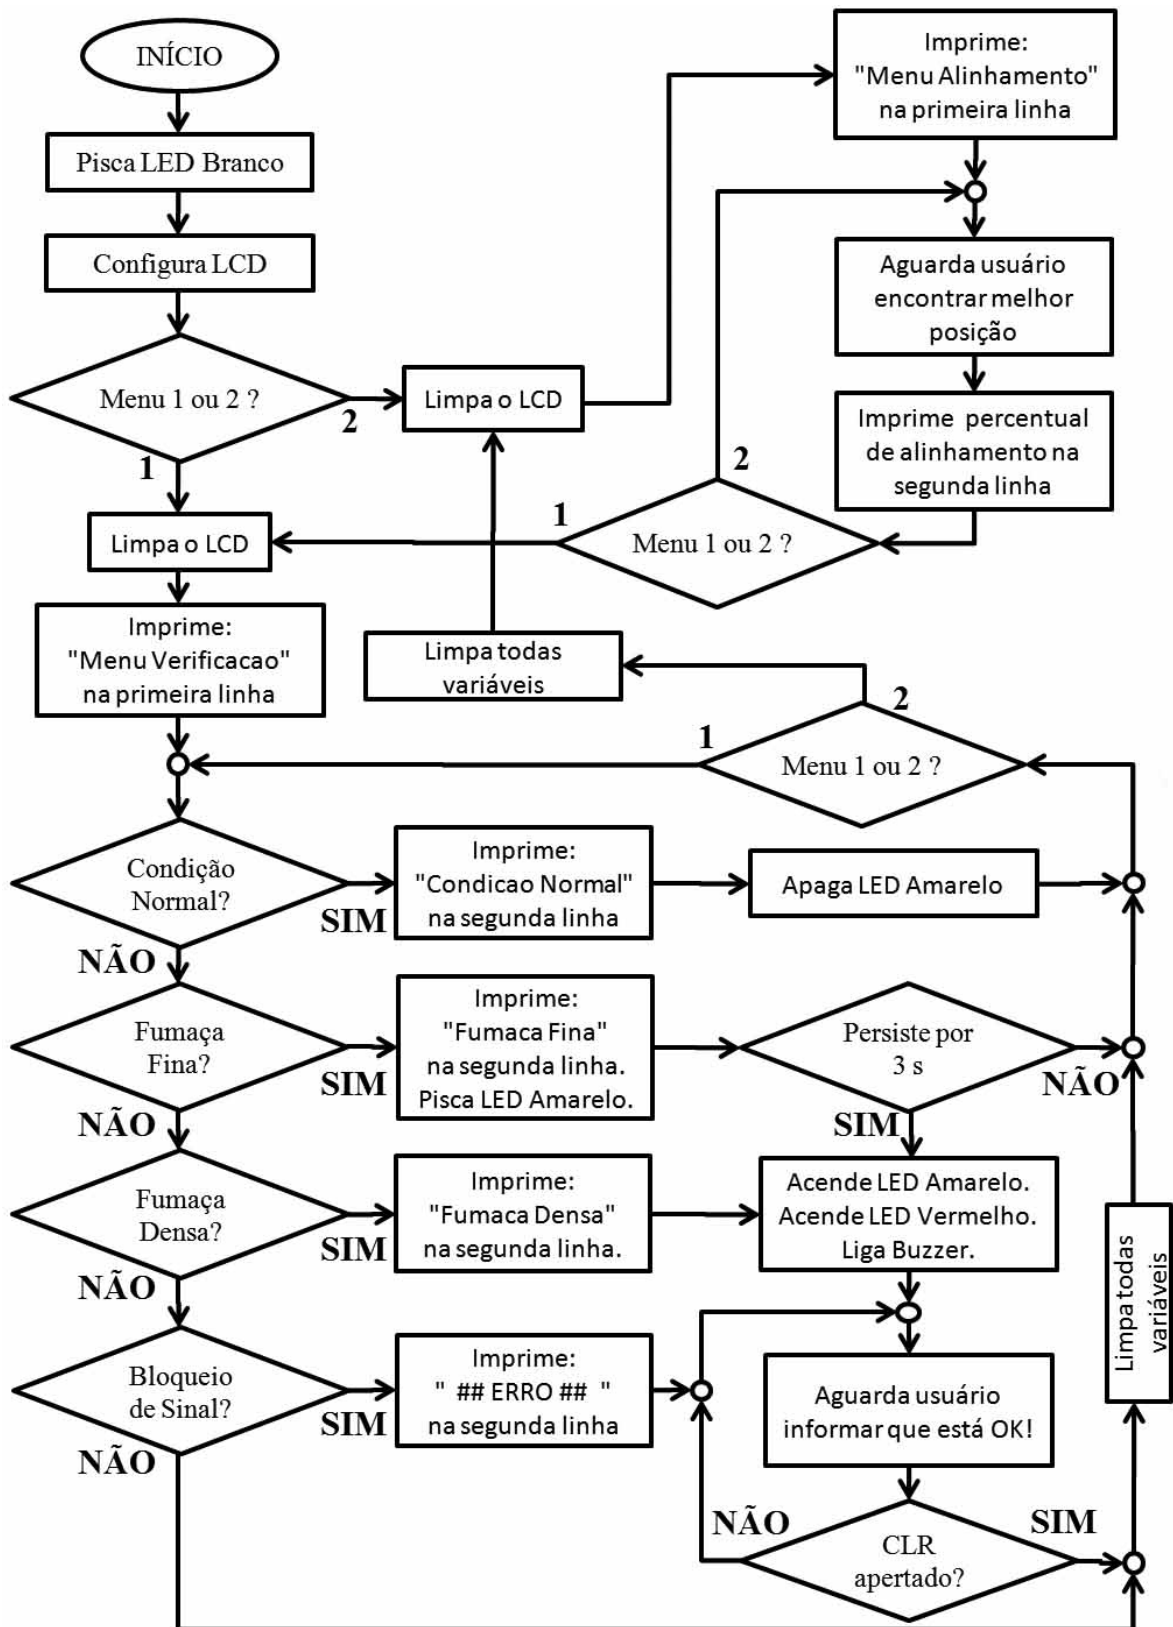 INÍCIO
Pisca LED Branco
Configura LCD
Menu 1 ou 2 ?
2
1
Limpa o LCD
Imprime:
"Menu Alinhamento"
na primeira linha
Aguarda usuário
encontrar melhor
posição
Imprime percentual
de alinhamento na
segunda linha
2
1
Menu 1 ou 2 ?
Limpa o LCD
Imprime:
"Menu Verificacao"
na primeira linha
Limpa todas
variáveis
2
1
Menu 1 ou 2 ?
Condição
Normal?
SIM
NÃO
Imprime:
"Condicao Normal"
na segunda linha
Apaga LED Amarelo
Fumaça
Fina?
SIM
NÃO
Imprime:
"Fumaca Fina"
na segunda linha.
Pisca LED Amarelo.
Persiste por
3 s
NÃO
SIM
Fumaça
Densa?
SIM
NÃO
Imprime:
"Fumaca Densa"
na segunda linha.
Acende LED Amarelo.
Acende LED Vermelho.
Liga Buzzer.
Limpa todas
variáveis
Bloqueio
de Sinal?
SIM
NÃO
Imprime:
" ## ERRO ## "
na segunda linha
Aguarda usuário
informar que está OK!
NÃO
SIM
CLR
apertado?